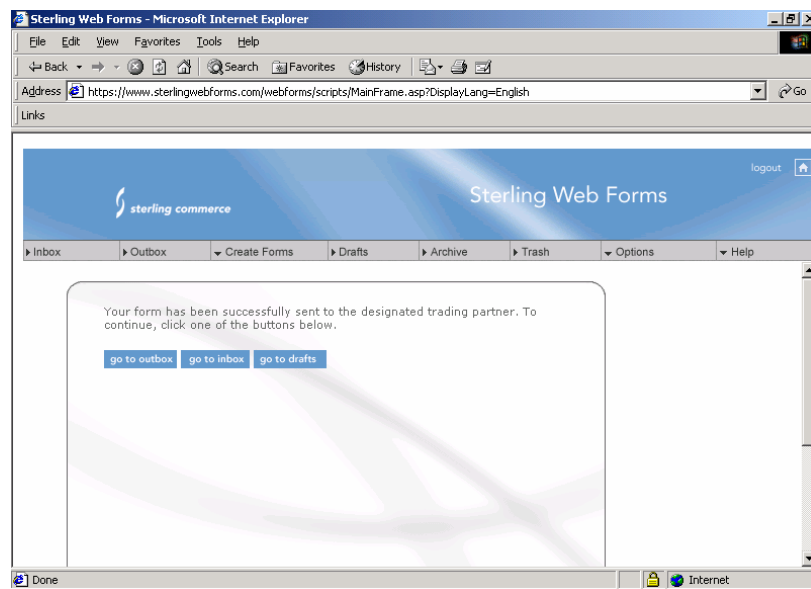 Sterling Web Forms - Microsoft Internet Explorer
File Edit View Favorites Tools Help
Back Search Favorites History
Address https://www.sterlingwebforms.com/webforms/scripts/MainFrame.asp?DisplayLang=English Go
Links
logout
sterling commerce
Sterling Web Forms
Inbox Outbox Create Forms Drafts Archive Trash Options Help
Your form has been successfully sent to the designated trading partner. To
continue, click one of the buttons below.
go to outbox go to inbox go to drafts
Done Internet